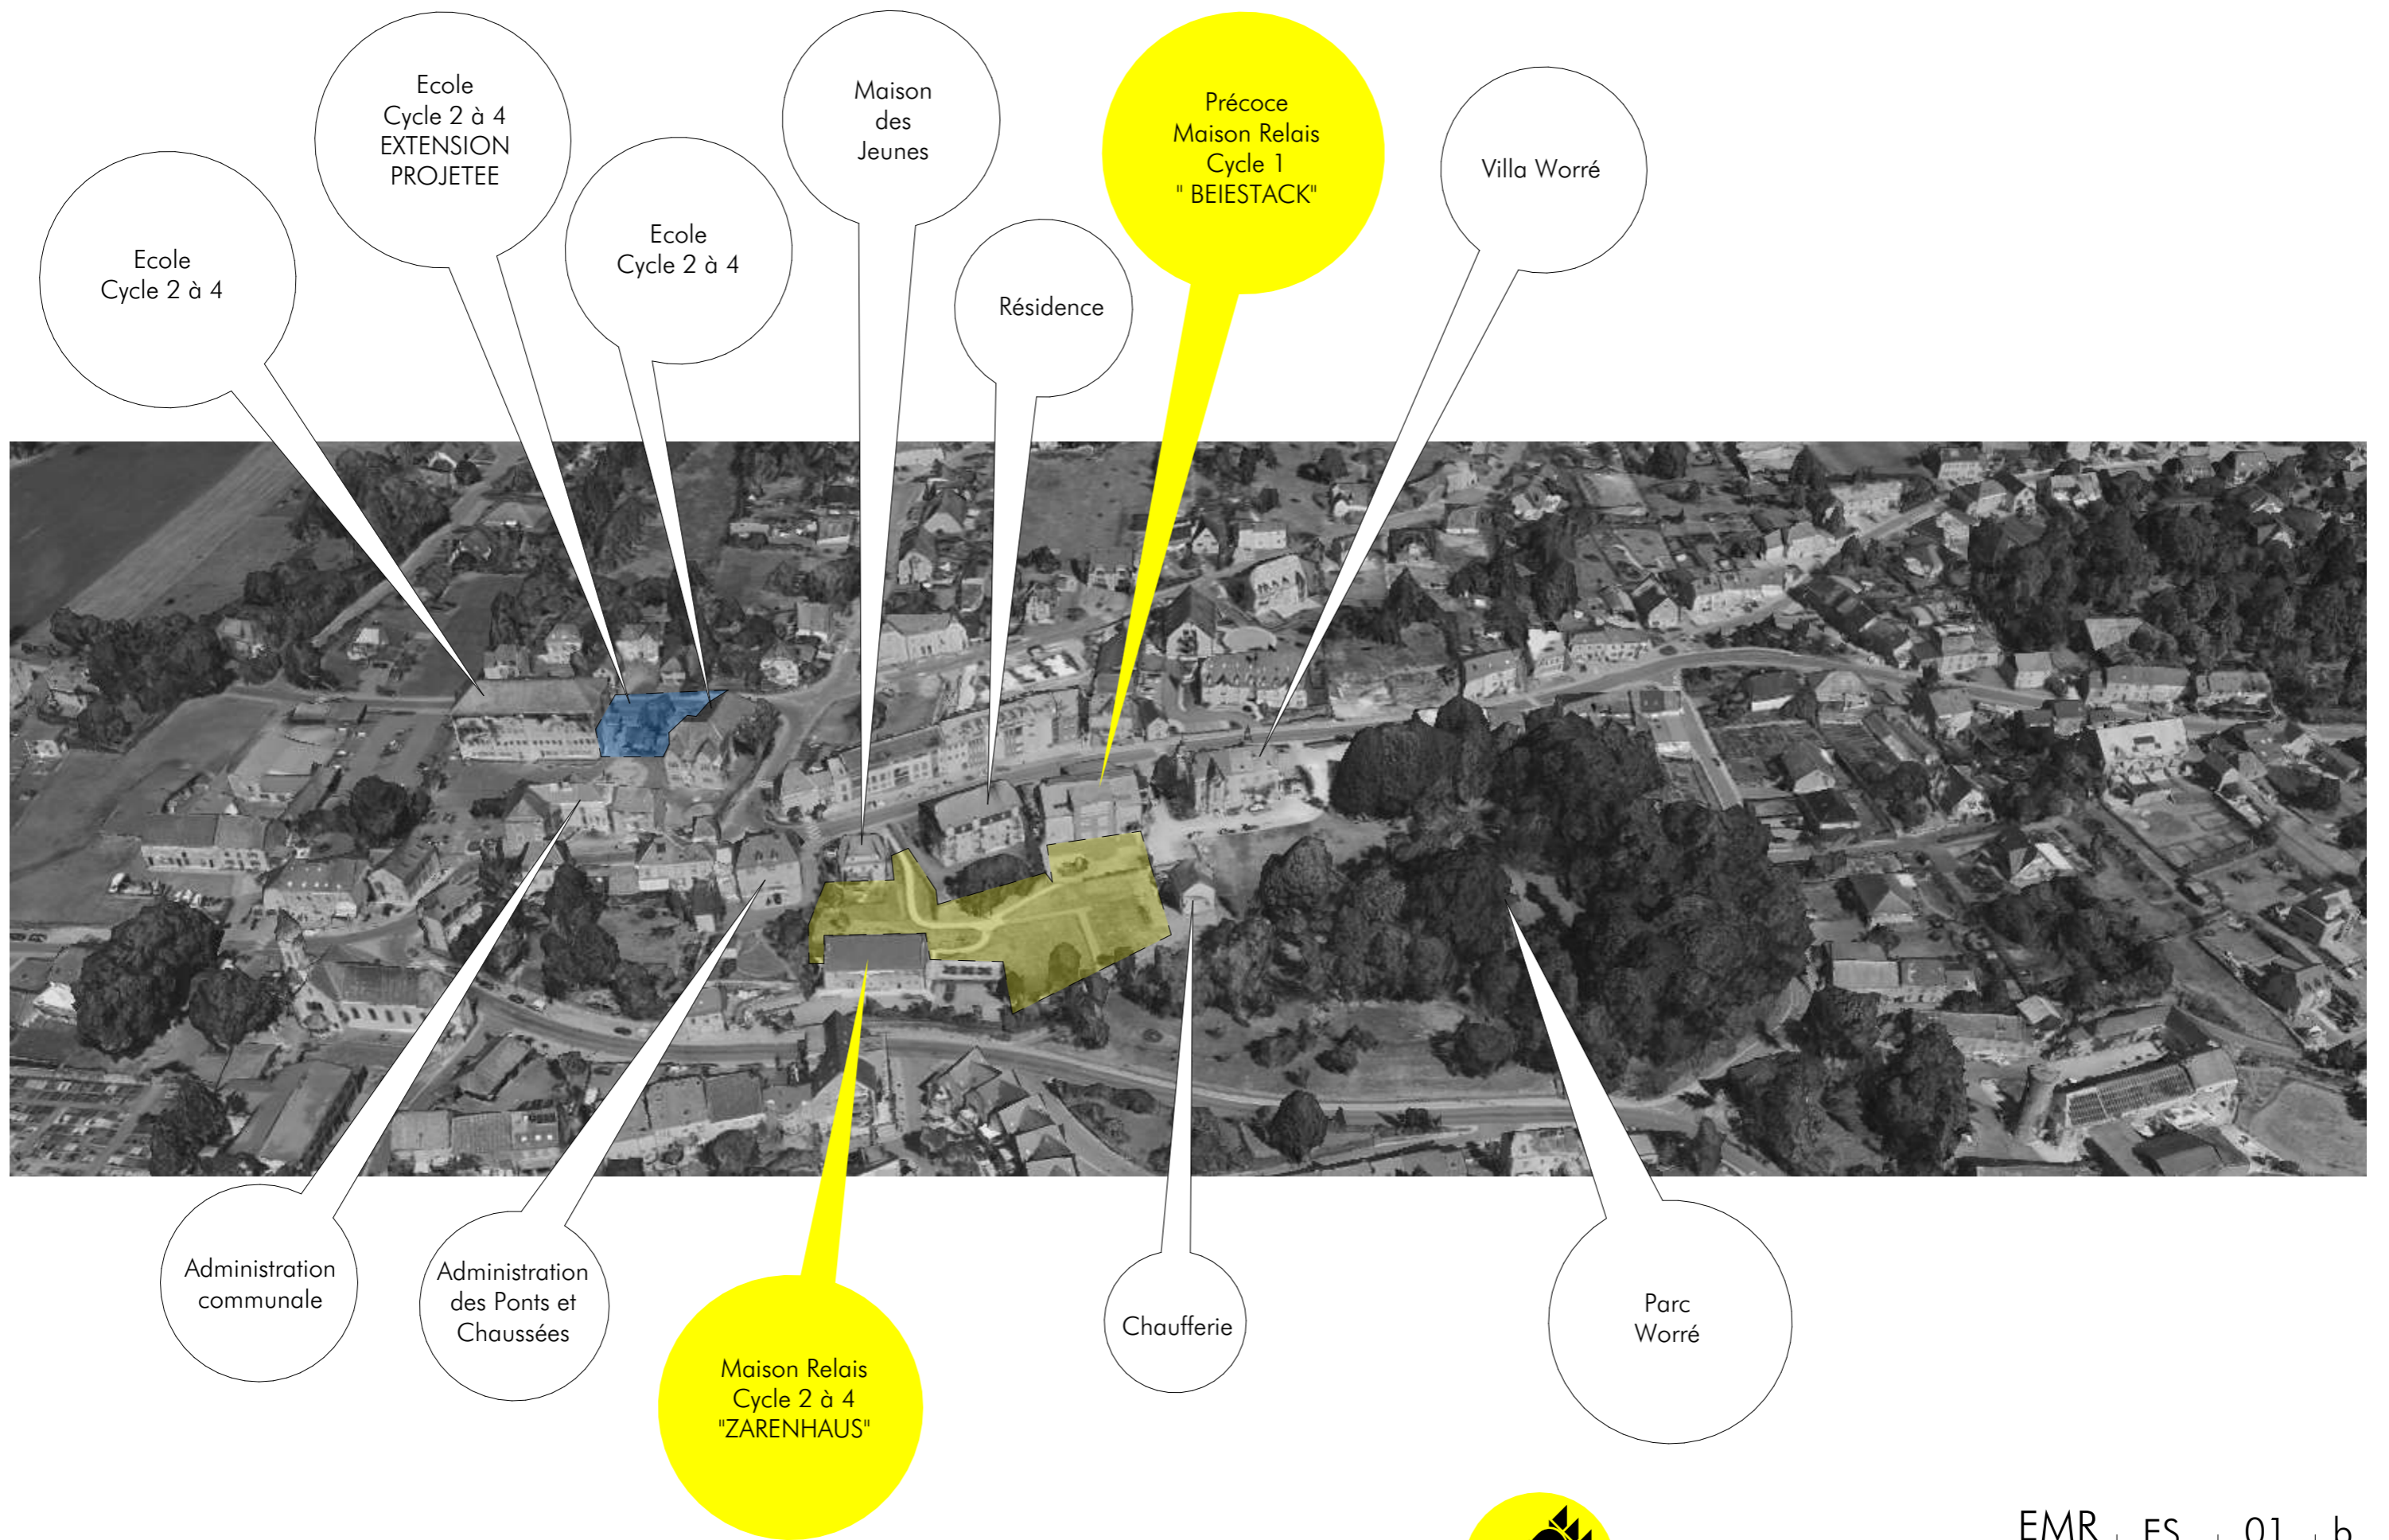 Ecole
Cycle 2 à 4
EXTENSION
PROJETEE
Maison
des
Jeunes
Précoce
Maison Relais
Cycle 1
" BEIESTACK"
Villa Worré
Ecole
Cycle 2 à 4
Ecole
Cycle 2 à 4
Résidence
Administration
communale
Administration
des Ponts et
Chaussées
Maison Relais
Cycle 2 à 4
"ZARENHAUS"
Chaufferie
Parc
Worré
EMR ES 01 b